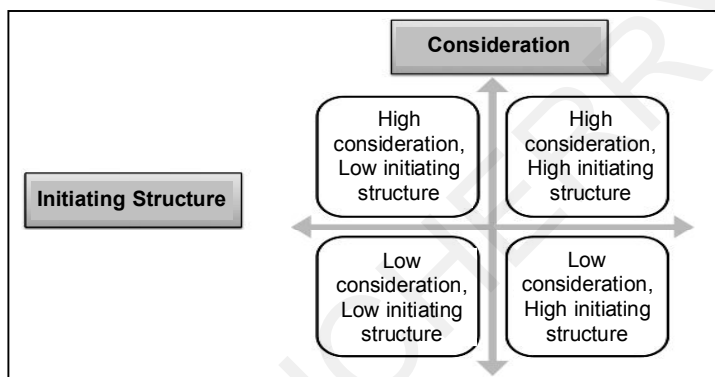 Consideration
High
consideration,
Low initiating
structure
High
consideration,
High initiating
structure
Initiating Structure
Low
consideration,
Low initiating
structure
Low
consideration,
High initiating
structure